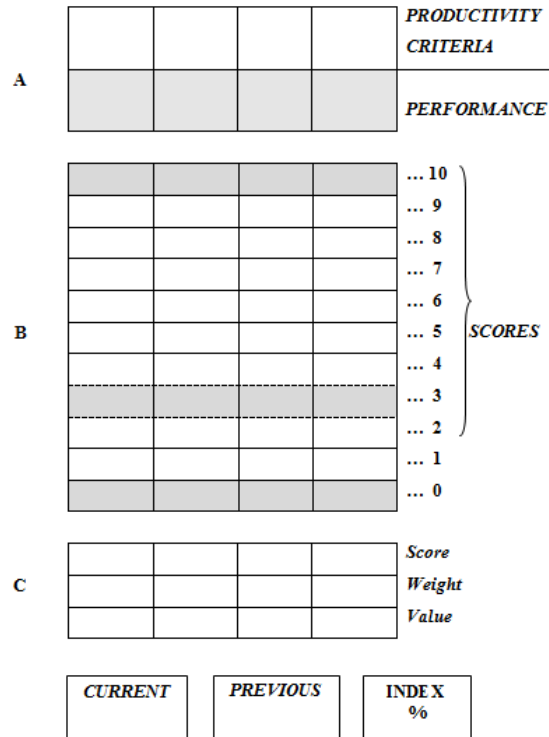 PRODUCTIVITY
CRITERIA
A
PERFORMANCE
... 10
... 9
... 8
... 7
... 6
B
... 5
SCORES
... 4
... 3
... 2
... 1
... 0
Score
C
Weight
Value
CURRENT
PREVIOUS
INDEX
%